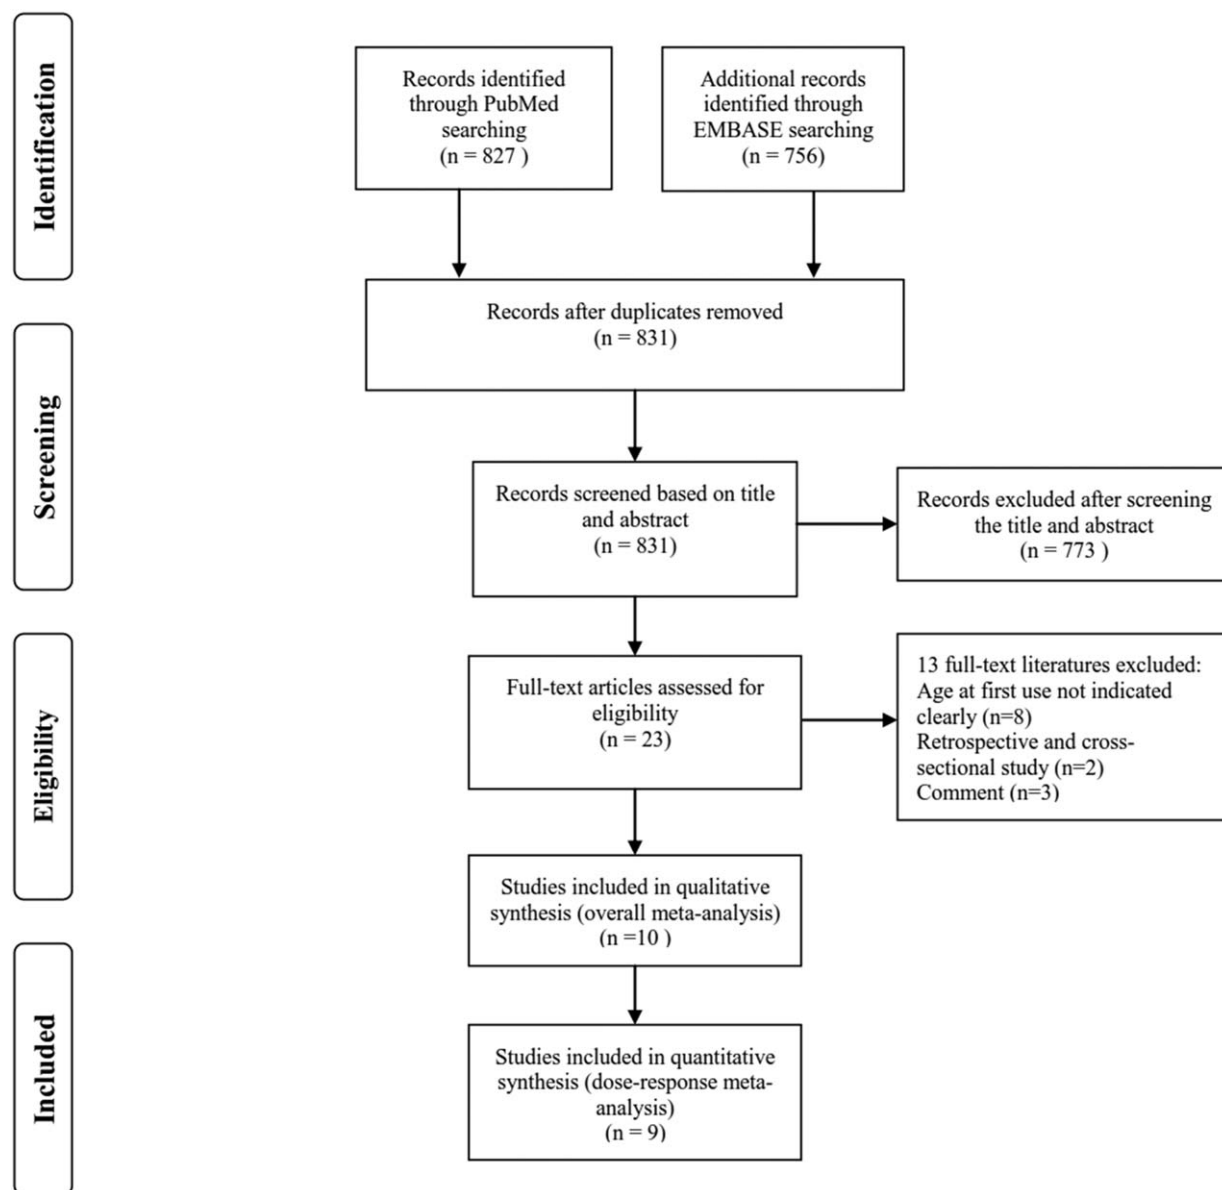 Identification
Records identified
through PubMed
searching
(n = 827 )
Additional records
identified through
EMBASE searching
(n = 756)
Records after duplicates removed
(n = 831)
Screening
Records screened based on title
and abstract
(n = 831)
Records excluded after screening
the title and abstract
(n = 773 )
Eligibility
Full-text articles assessed for
eligibility
(n = 23)
13 full-text literatures excluded:
Age at first use not indicated
clearly (n=8)
Retrospective and cross-
sectional study (n=2)
Comment (n=3)
Studies included in qualitative
synthesis (overall meta-analysis)
(n =10 )
Included
Studies included in quantitative
synthesis (dose-response meta-
analysis)
(n = 9)